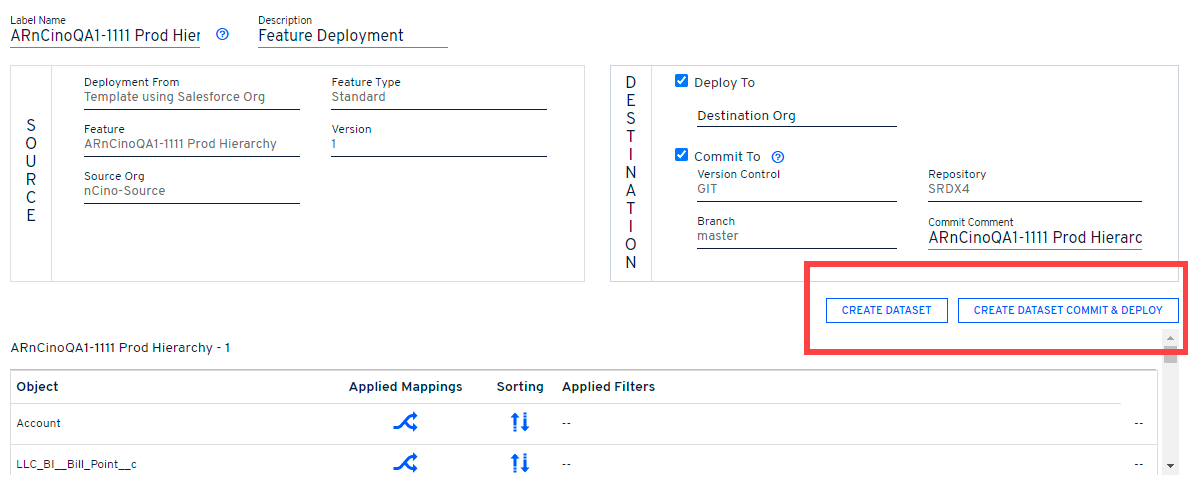 Label Name
ARnCinoQA1-1111 Prod Hier
Description
Feature Deployment
SOURCE
Deployment From
Template using Salesforce Org
Feature Type
Standard
Feature
ARnCinoQA1-1111 Prod Hierarchy
Version
1
Source Org
nCino-Source
DESTINATION
Deploy To
Destination Org
Commit To
Version Control
GIT
Repository
SRDX4
Branch
master
Commit Comment
ARnCinoQA1-1111 Prod Hierarc
CREATE DATASET
CREATE DATASET COMMIT & DEPLOY
ARnCinoQA1-1111 Prod Hierarchy - 1
Object Applied Mappings Sorting Applied Filters
Account -- --
LLC_BI__Bill_Point__c -- --